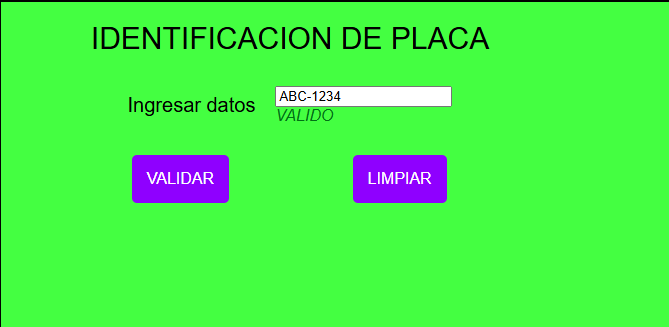 IDENTIFICACION DE PLACA
Ingresar datos
ABC-1234
VALIDO
VALIDAR
LIMPIAR